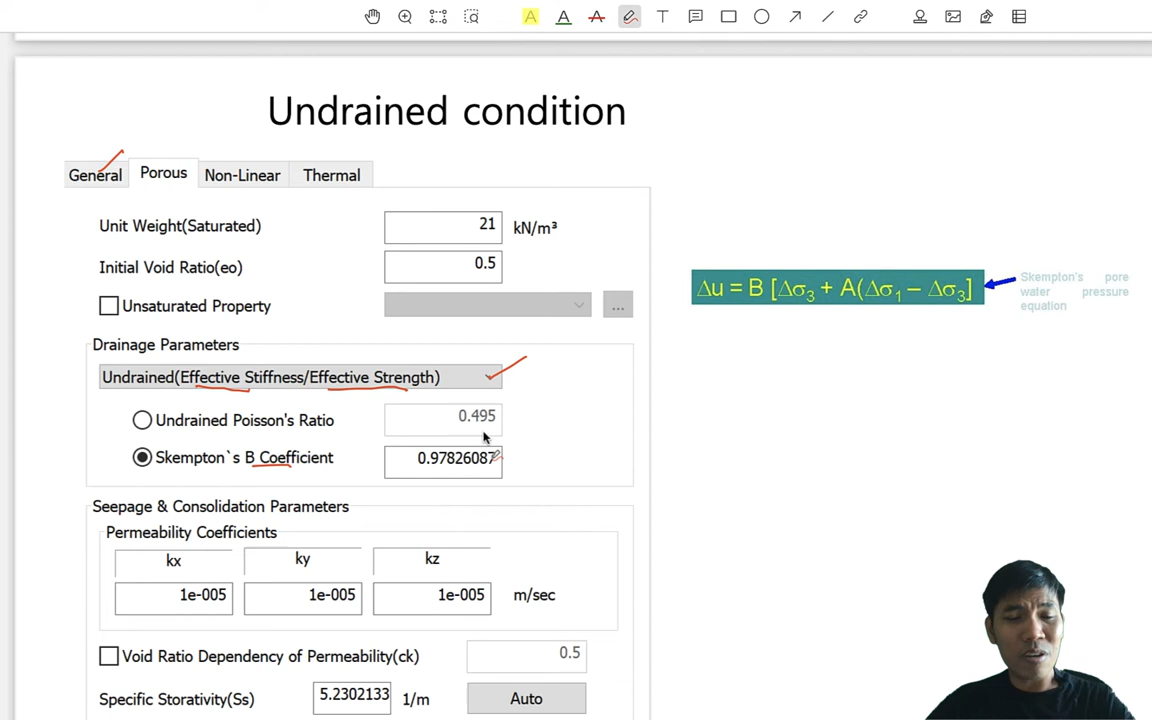 Undrained condition
General Porous Non-Linear Thermal
Unit Weight(Saturated) 21 kN/m³
Initial Void Ratio(eo) 0.5
Unsaturated Property ...
Δu = B [Δσ3 + A(Δσ1 – Δσ3]
Skempton's pore
water pressure
equation
Drainage Parameters
Undrained(Effective Stiffness/Effective Strength)
Undrained Poisson's Ratio 0.495
Skempton`s B Coefficient 0.97826087
Seepage & Consolidation Parameters
Permeability Coefficients
kx ky kz
1e-005 1e-005 1e-005 m/sec
Void Ratio Dependency of Permeability(ck) 0.5
Specific Storativity(Ss) 5.2302133 1/m Auto